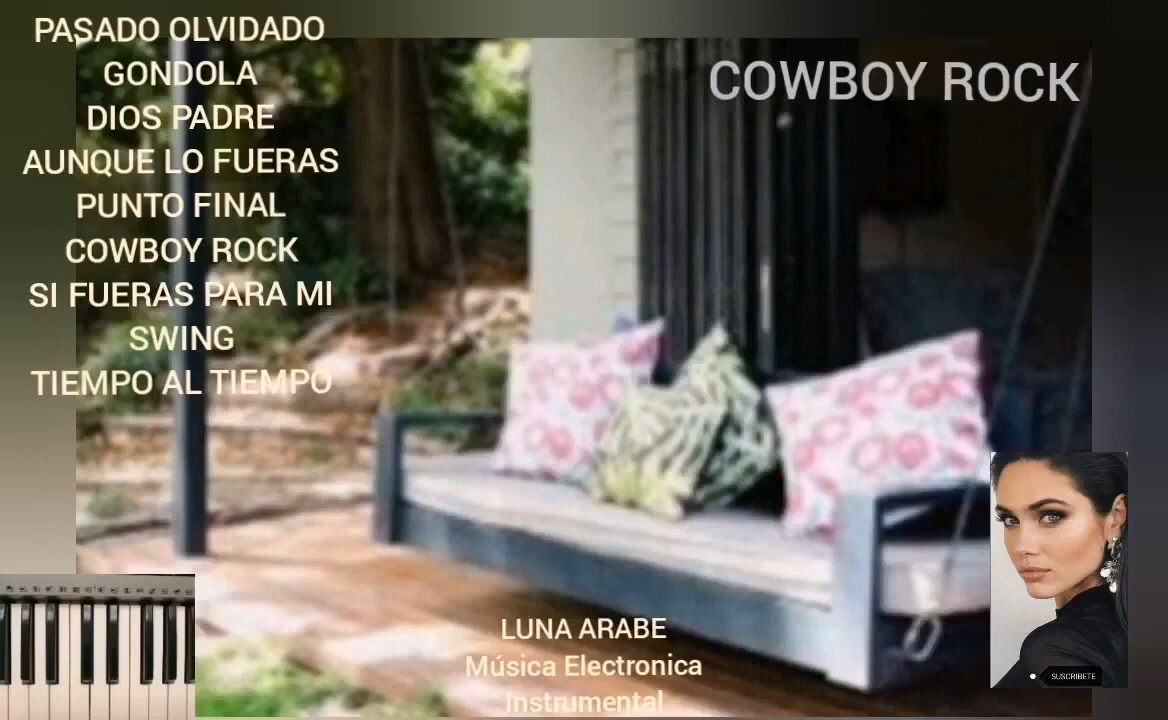 PASADO OLVIDADO
GONDOLA
DIOS PADRE
AUNQUE LO FUERAS
PUNTO FINAL
COWBOY ROCK
SI FUERAS PARA MI
SWING
TIEMPO AL TIEMPO
COWBOY ROCK
LUNA ARABE
Música Electronica
Instrumental
SUSCRIBETE